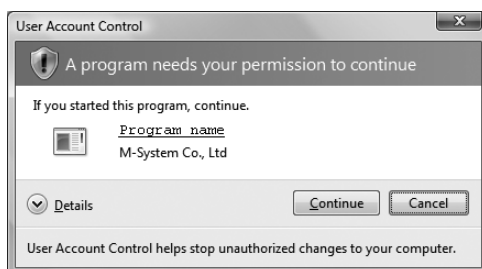 User Account Control
A program needs your permission to continue
If you started this program, continue.
Program name
M-System Co., Ltd
Details
Continue
Cancel
User Account Control helps stop unauthorized changes to your computer.